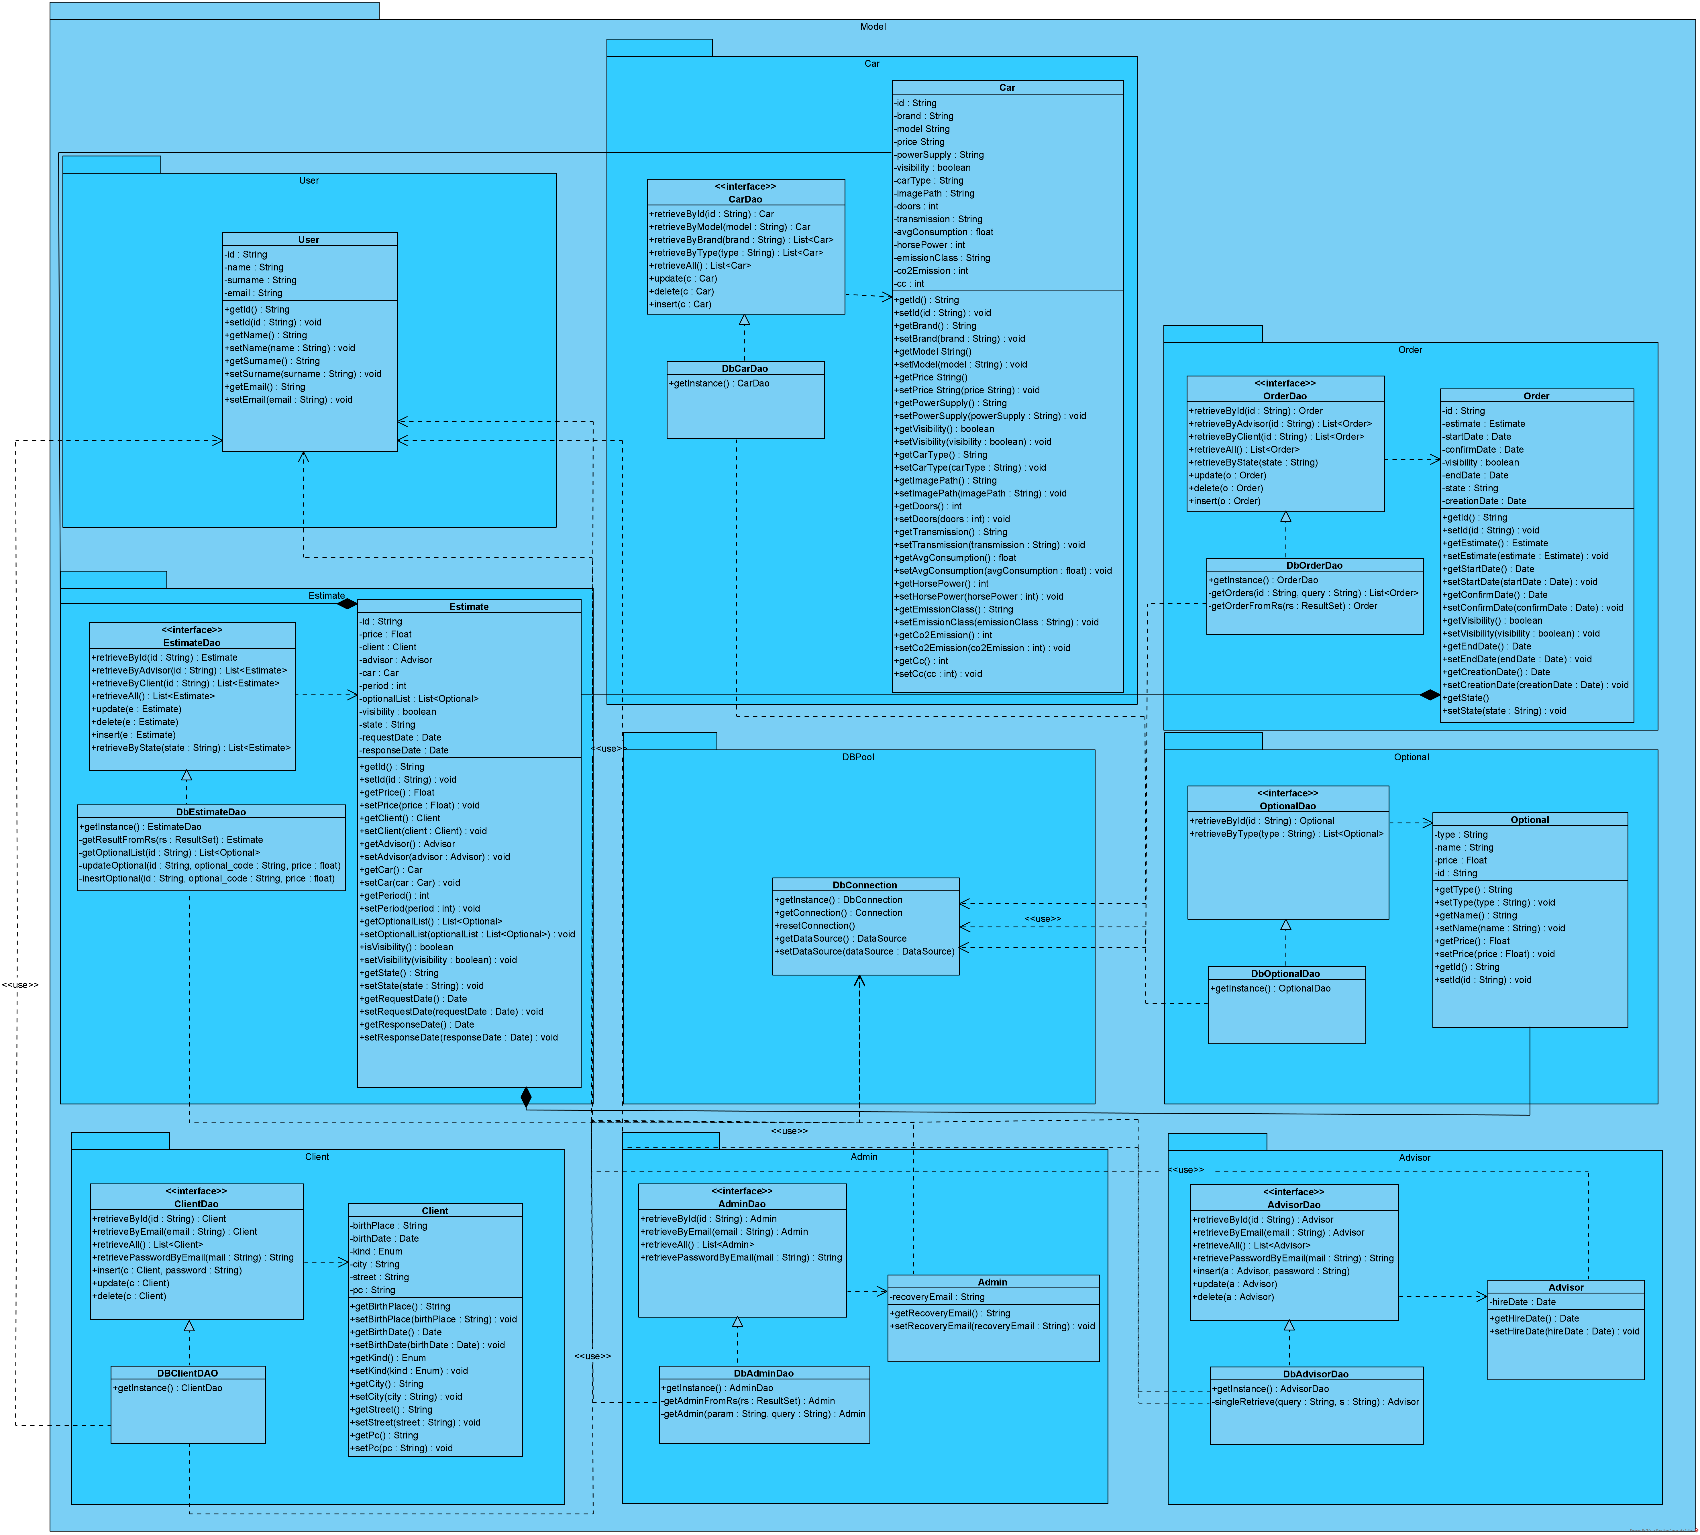 Model
Car
Car
-id : String
-brand : String
-model String
-price String
-powerSupply : String
-visibility : boolean
-carType : String
-imagePath : String
-doors : int
-transmission : String
-avgConsumption : float
-horsePower : int
-emissionClass : String
-co2Emission : int
-cc : int
+getId() : String
+setId(id : String) : void
+getBrand() : String
+setBrand(brand : String) : void
+getModel String()
+setModel(model : String) : void
+getPrice String()
+setPrice String(price String) : void
+getPowerSupply() : String
+setPowerSupply(powerSupply : String) : void
+getVisibility() : boolean
+setVisibility(visibility : boolean) : void
+getCarType() : String
+setCarType(carType : String) : void
+getImagePath() : String
+setImagePath(imagePath : String) : void
+getDoors() : int
+setDoors(doors : int) : void
+getTransmission() : String
+setTransmission(transmission : String) : void
+getAvgConsumption() : float
+setAvgConsumption(avgConsumption : float) : void
+getHorsePower() : int
+setHorsePower(horsePower : int) : void
+getEmissionClass() : String
+setEmissionClass(emissionClass : String) : void
+getCo2Emission() : int
+setCo2Emission(co2Emission : int) : void
+getCc() : int
+setCc(cc : int) : void
<<interface>>
CarDao
+retrieveById(id : String) : Car
+retrieveByModel(model : String) : Car
+retrieveByBrand(brand : String) : List<Car>
+retrieveByType(type : String) : List<Car>
+retrieveAll() : List<Car>
+update(c : Car)
+delete(c : Car)
+insert(c : Car)
DbCarDao
+getInstance() : CarDao
User
User
-id : String
-name : String
-surname : String
-email : String
+getId() : String
+setId(id : String) : void
+getName() : String
+setName(name : String) : void
+getSurname() : String
+setSurname(surname : String) : void
+getEmail() : String
+setEmail(email : String) : void
Order
<<interface>>
OrderDao
+retrieveById(id : String) : Order
+retrieveByAdvisor(id : String) : List<Order>
+retrieveByClient(id : String) : List<Order>
+retrieveAll() : List<Order>
+retrieveByState(state : String)
+update(o : Order)
+delete(o : Order)
+insert(o : Order)
DbOrderDao
+getInstance() : OrderDao
-getOrders(id : String, query : String) : List<Order>
-getOrderFromRs(rs : ResultSet) : Order
Order
-id : String
-estimate : Estimate
-startDate : Date
-confirmDate : Date
-visibility : boolean
-endDate : Date
-state : String
-creationDate : Date
+getId() : String
+setId(id : String) : void
+getEstimate() : Estimate
+setEstimate(estimate : Estimate) : void
+getStartDate() : Date
+setStartDate(startDate : Date) : void
+getConfirmDate() : Date
+setConfirmDate(confirmDate : Date) : void
+getVisibility() : boolean
+setVisibility(visibility : boolean) : void
+getEndDate() : Date
+setEndDate(endDate : Date) : void
+getCreationDate() : Date
+setCreationDate(creationDate : Date) : void
+getState()
+setState(state : String) : void
Estimate
<<interface>>
EstimateDao
+retrieveById(id : String) : Estimate
+retrieveByAdvisor(id : String) : List<Estimate>
+retrieveByClient(id : String) : List<Estimate>
+retrieveAll() : List<Estimate>
+update(e : Estimate)
+delete(e : Estimate)
+insert(e : Estimate)
+retrieveByState(state : String) : List<Estimate>
DbEstimateDao
+getInstance() : EstimateDao
-getResultFromRs(rs : ResultSet) : Estimate
-getOptionalList(id : String) : List<Optional>
-updateOptional(id : String, optional_code : String, price : float)
-inesrtOptional(id : String, optional_code : String, price : float)
Estimate
-id : String
-price : Float
-client : Client
-advisor : Advisor
-car : Car
-period : int
-optionalList : List<Optional>
-visibility : boolean
-state : String
-requestDate : Date
-responseDate : Date
+getId() : String
+setId(id : String) : void
+getPrice() : Float
+setPrice(price : Float) : void
+getClient() : Client
+setClient(client : Client) : void
+getAdvisor() : Advisor
+setAdvisor(advisor : Advisor) : void
+getCar() : Car
+setCar(car : Car) : void
+getPeriod() : int
+setPeriod(period : int) : void
+getOptionalList() : List<Optional>
+setOptionalList(optionalList : List<Optional>) : void
+isVisibility() : boolean
+setVisibility(visibility : boolean) : void
+getState() : String
+setState(state : String) : void
+getRequestDate() : Date
+setRequestDate(requestDate : Date) : void
+getResponseDate() : Date
+setResponseDate(responseDate : Date) : void
<<use>>
<<use>>
DBPool
DbConnection
+getInstance() : DbConnection
+getConnection() : Connection
+resetConnection()
+getDataSource() : DataSource
+setDataSource(dataSource : DataSource)
<<use>>
Optional
<<interface>>
OptionalDao
+retrieveById(id : String) : Optional
+retrieveByType(type : String) : List<Optional>
DbOptionalDao
+getInstance() : OptionalDao
Optional
-type : String
-name : String
-price : Float
-id : String
+getType() : String
+setType(type : String) : void
+getName() : String
+setName(name : String) : void
+getPrice() : Float
+setPrice(price : Float) : void
+getId() : String
+setId(id : String) : void
<<use>>
<<use>>
<<use>>
Client
<<interface>>
ClientDao
+retrieveById(id : String) : Client
+retrieveByEmail(email : String) : Client
+retrieveAll() : List<Client>
+retrievePasswordByEmail(mail : String) : String
+insert(c : Client, password : String)
+update(c : Client)
+delete(c : Client)
DBClientDAO
+getInstance() : ClientDao
Client
-birthPlace : String
-birthDate : Date
-kind : Enum
-city : String
-street : String
-pc : String
+getBirthPlace() : String
+setBirthPlace(birthPlace : String) : void
+getBirthDate() : Date
+setBirthDate(birthDate : Date) : void
+getKind() : Enum
+setKind(kind : Enum) : void
+getCity() : String
+setCity(city : String) : void
+getStreet() : String
+setStreet(street : String) : void
+getPc() : String
+setPc(pc : String) : void
Admin
<<interface>>
AdminDao
+retrieveById(id : String) : Admin
+retrieveByEmail(email : String) : Admin
+retrieveAll() : List<Admin>
+retrievePasswordByEmail(mail : String) : String
DbAdminDao
+getInstance() : AdminDao
-getAdminFromRs(rs : ResultSet) : Admin
-getAdmin(param : String, query : String) : Admin
Admin
-recoveryEmail : String
+getRecoveryEmail() : String
+setRecoveryEmail(recoveryEmail : String) : void
Advisor
<<interface>>
AdvisorDao
+retrieveById(id : String) : Advisor
+retrieveByEmail(email : String) : Advisor
+retrieveAll() : List<Advisor>
+retrievePasswordByEmail(mail : String) : String
+insert(a : Advisor, password : String)
+update(a : Advisor)
+delete(a : Advisor)
DbAdvisorDao
+getInstance() : AdvisorDao
-singleRetrieve(query : String, s : String) : Advisor
Advisor
-hireDate : Date
+getHireDate() : Date
+setHireDate(hireDate : Date) : void